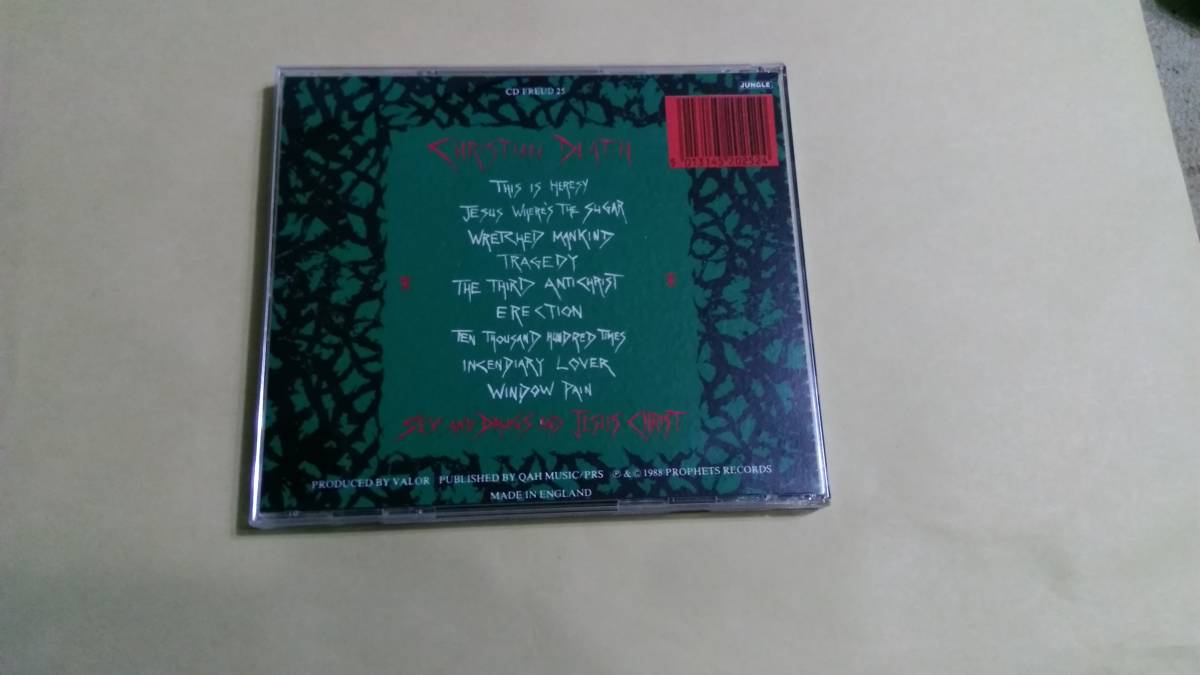 CD FREUD 25
JUNGLE
CHRISTIAN DEATH
THIS IS HERESY
JESUS WHERE'S THE SUGAR
WRETCHED MANKIND
TRAGEDY
THE THIRD ANTICHRIST
ERECTION
TEN THOUSAND HUNDRED TIMES
INCENDIARY LOVER
WINDOW PAIN
SEX AND DRUGS AND JESUS CHRIST
PRODUCED BY VALOR PUBLISHED BY QAH MUSIC/PRS ℗ & © 1988 PROPHETS RECORDS
MADE IN ENGLAND